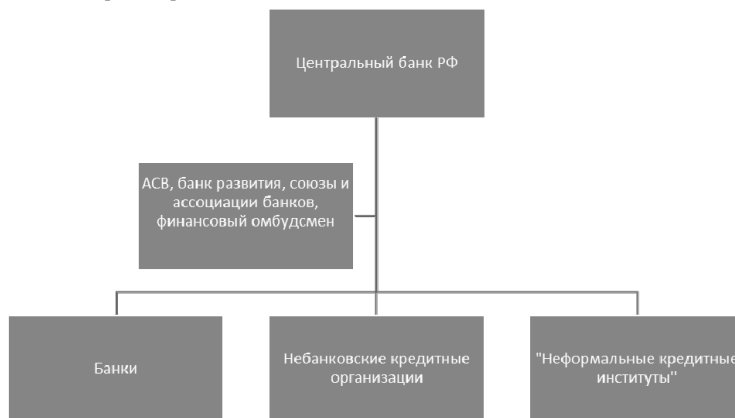 Центральный банк РФ
АСВ, банк развития, союзы и
ассоциации банков,
финансовый омбудсмен
Банки
Небанковские кредитные
организации
"Неформальные кредитные
институты"